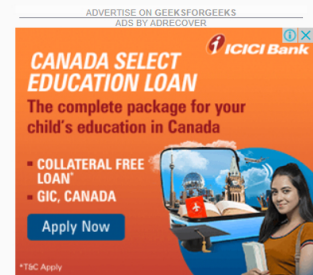 ADVERTISE ON GEEKSFORGEEKS
ADS BY ADRECOVER
ICICI Bank
CANADA SELECT
EDUCATION LOAN
The complete package for your
child's education in Canada
COLLATERAL FREE
LOAN*
GIC, CANADA
Apply Now
*T&C Apply